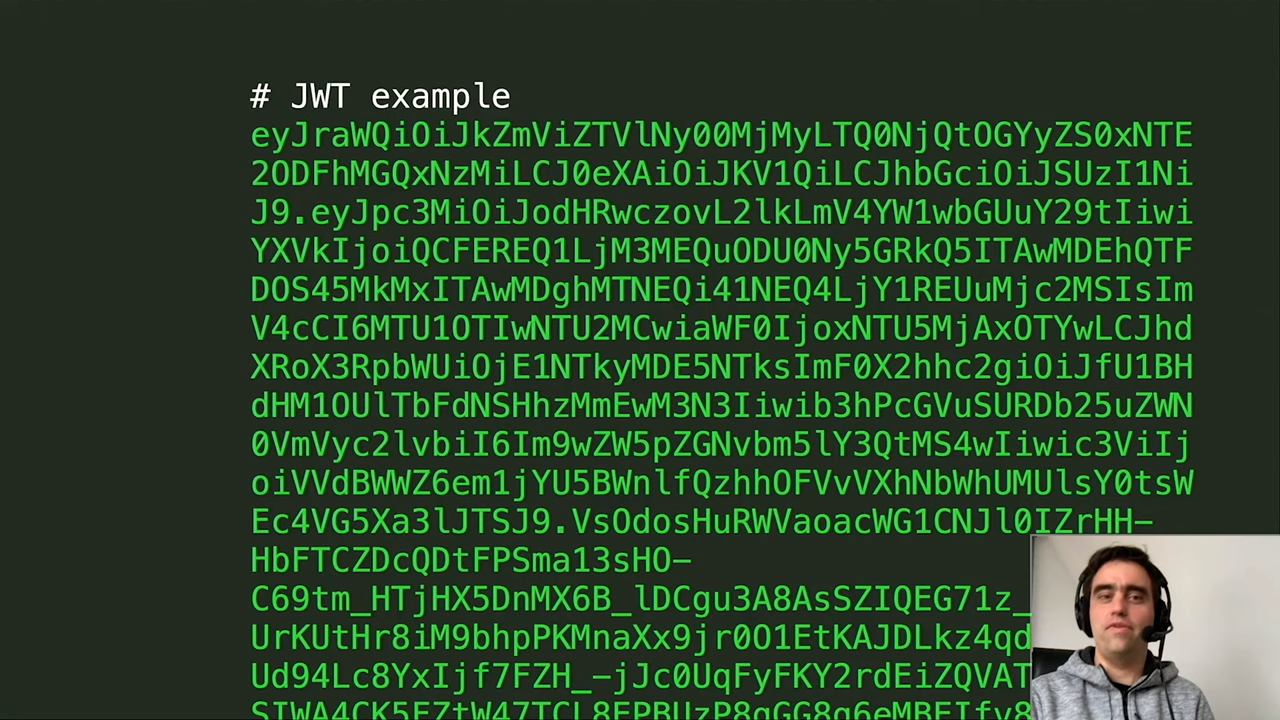 # JWT example
eyJraWQiOiJkZmViZTVlNy00MjMyLTQ0NjQtOGYyZS0xNTE
2ODFhMGQxNzMiLCJ0eXAiOiJKV1QiLCJhbGciOiJSUzI1Ni
J9.eyJpc3MiOiJodHRwczovL2lkLmV4YW1wbGUuY29tIiwi
YXVkIjoiQCFEREQ1LjM3MEQuODU0Ny5GRkQ5ITAwMDEhQTF
DOS45MkMxITAwMDghMTNEQi41NEQ4LjY1REUuMjc2MSIsIm
V4cCI6MTU1OTIwNTU2MCwiaWF0IjoxNTU5MjAxOTYwLCJhd
XRoX3RpbWUiOjE1NTkyMDE5NTksImF0X2hhc2giOiJfU1BH
dHM1OUlTbFdNSHhzMmEwM3N3Iiwib3hPcGVuSURDb25uZWN
0VmVyc2lvbiI6Im9wZW5pZGNvbm5lY3QtMS4wIiwic3ViIj
oiVVdBWWZ6em1jYU5BWnlfQzhhOFVvVXhNbWhUMUlsY0tsW
Ec4VG5Xa3lJTSJ9.VsOdosHuRWVaoacWG1CNJl0IZrHH-
HbFTCZDcQDtFPSma13sHO-
C69tm_HTjHX5DnMX6B_lDCgu3A8AsSZIQEG71z_
UrKUtHr8iM9bhpPKMnaXx9jr0O1EtKAJDLkz4qd
Ud94Lc8YxIjf7FZH_-jJc0UqFyFKY2rdEiZQVAT